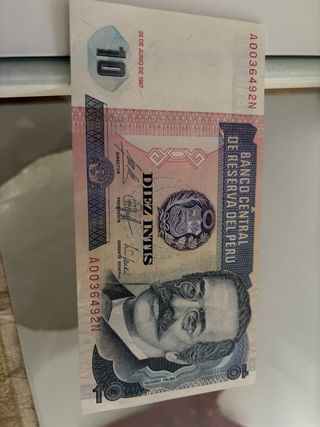 BANCO CENTRAL
DE RESERVA DEL PERU
A0036492N
10
26 DE JUNIO DE 1987
DIEZ INTIS
DIRECTOR
PRESIDENTE
GERENTE GENERAL
A0036492N
RICARDO PALMA
10
10